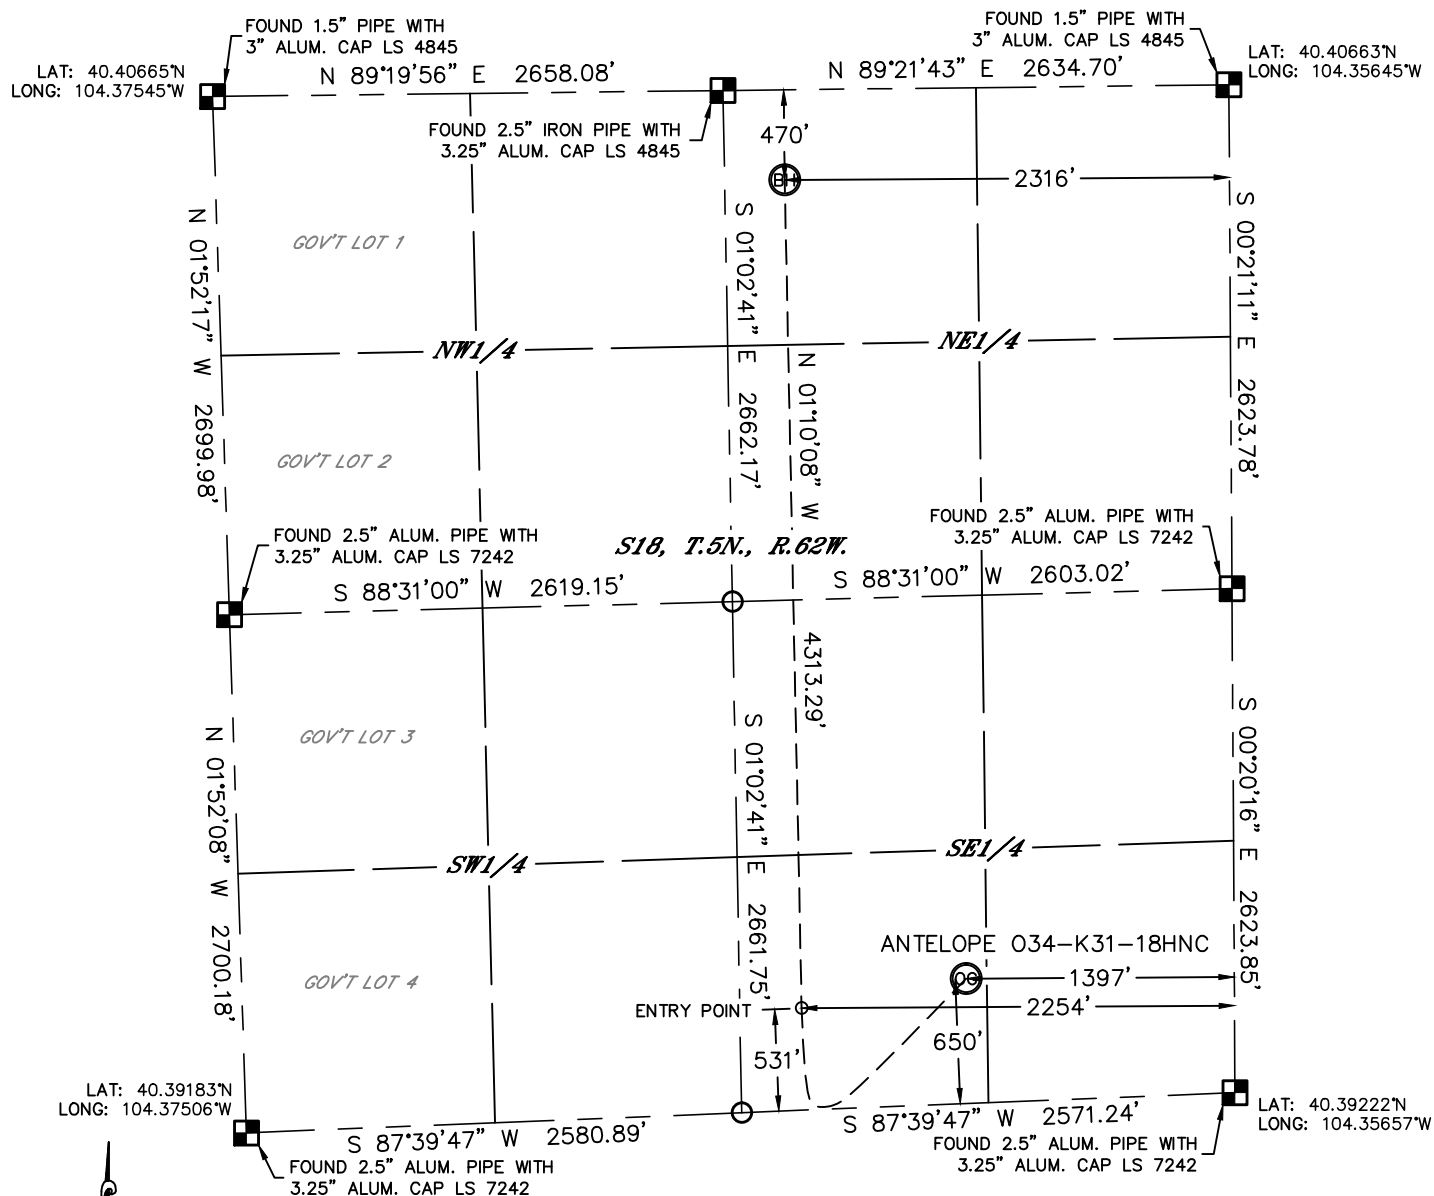 FOUND 1.5" PIPE WITH
3" ALUM. CAP LS 4845
FOUND 1.5" PIPE WITH
3" ALUM. CAP LS 4845
LAT: 40.40665°N
LONG: 104.37545°W
N 89°19'56" E 2658.08'
N 89°21'43" E 2634.70'
LAT: 40.40663°N
LONG: 104.35645°W
FOUND 2.5" IRON PIPE WITH
3.25" ALUM. CAP LS 4845
470'
BH
2316'
N 01°52'17" W 2699.98'
GOV'T LOT 1
S 01°02'41" E 2662.17'
S 00°21'11" E 2623.78'
NW1/4
NE1/4
N 01°10'08" W 4313.29'
GOV'T LOT 2
FOUND 2.5" ALUM. PIPE WITH
3.25" ALUM. CAP LS 7242
S18, T.5N., R.62W.
FOUND 2.5" ALUM. PIPE WITH
3.25" ALUM. CAP LS 7242
S 88°31'00" W 2619.15'
S 88°31'00" W 2603.02'
N 01°52'08" W 2700.18'
GOV'T LOT 3
S 01°02'41" E 2661.75'
S 00°20'16" E 2623.85'
SW1/4
SE1/4
ANTELOPE O34-K31-18HNC
GOV'T LOT 4
OG
1397'
ENTRY POINT
2254'
531'
650'
LAT: 40.39183°N
LONG: 104.37506°W
S 87°39'47" W 2580.89'
S 87°39'47" W 2571.24'
LAT: 40.39222°N
LONG: 104.35657°W
FOUND 2.5" ALUM. PIPE WITH
3.25" ALUM. CAP LS 7242
FOUND 2.5" ALUM. PIPE WITH
3.25" ALUM. CAP LS 7242